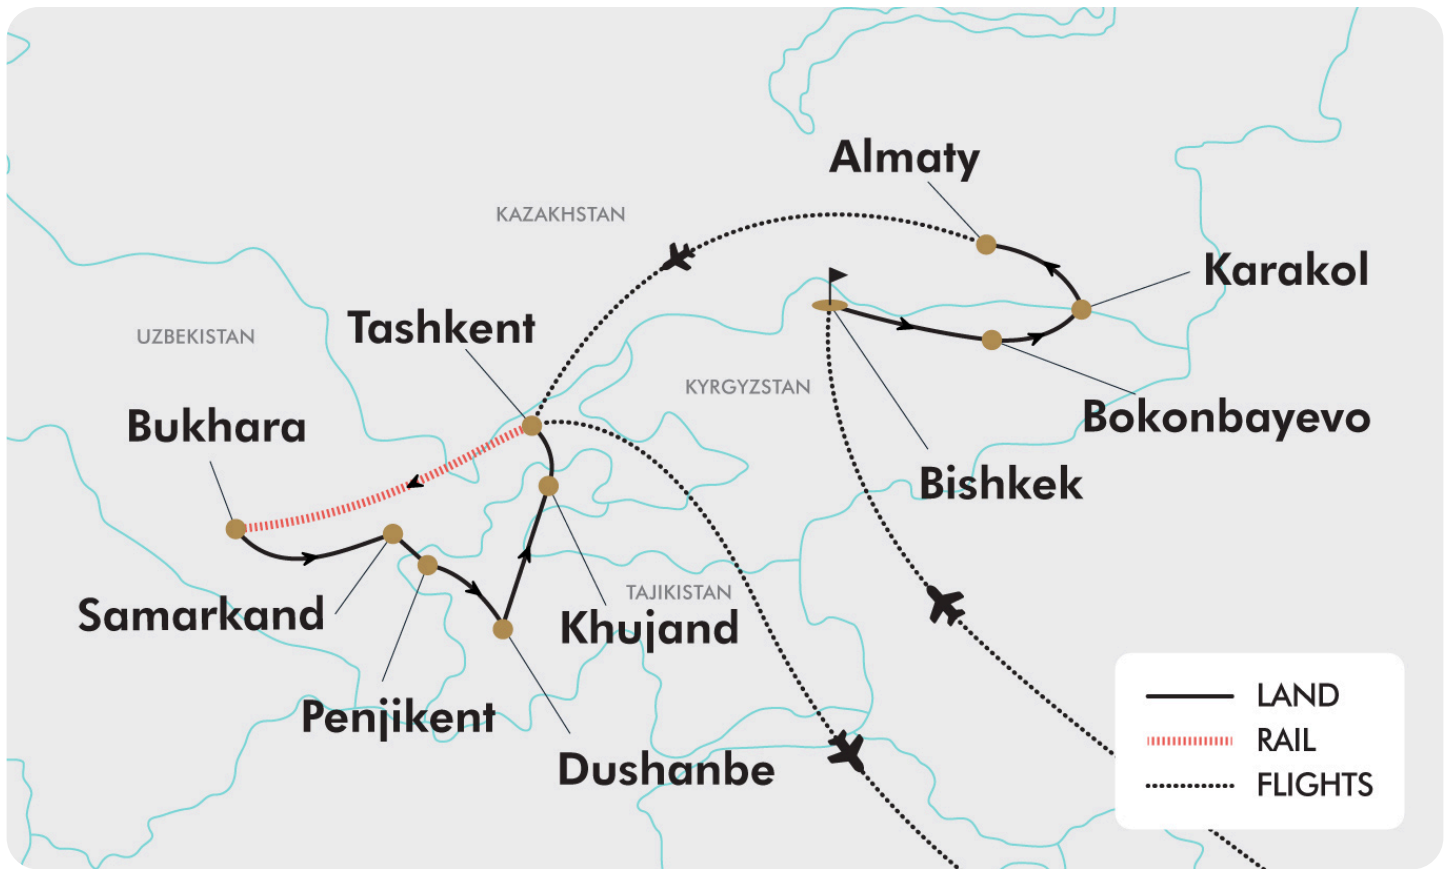 Almaty
KAZAKHSTAN
Karakol
Tashkent
UZBEKISTAN
KYRGYZSTAN
Bukhara
Bokonbayevo
Bishkek
TAJIKISTAN
Samarkand
Khujand
Penjikent
Dushanbe
LAND
RAIL
FLIGHTS